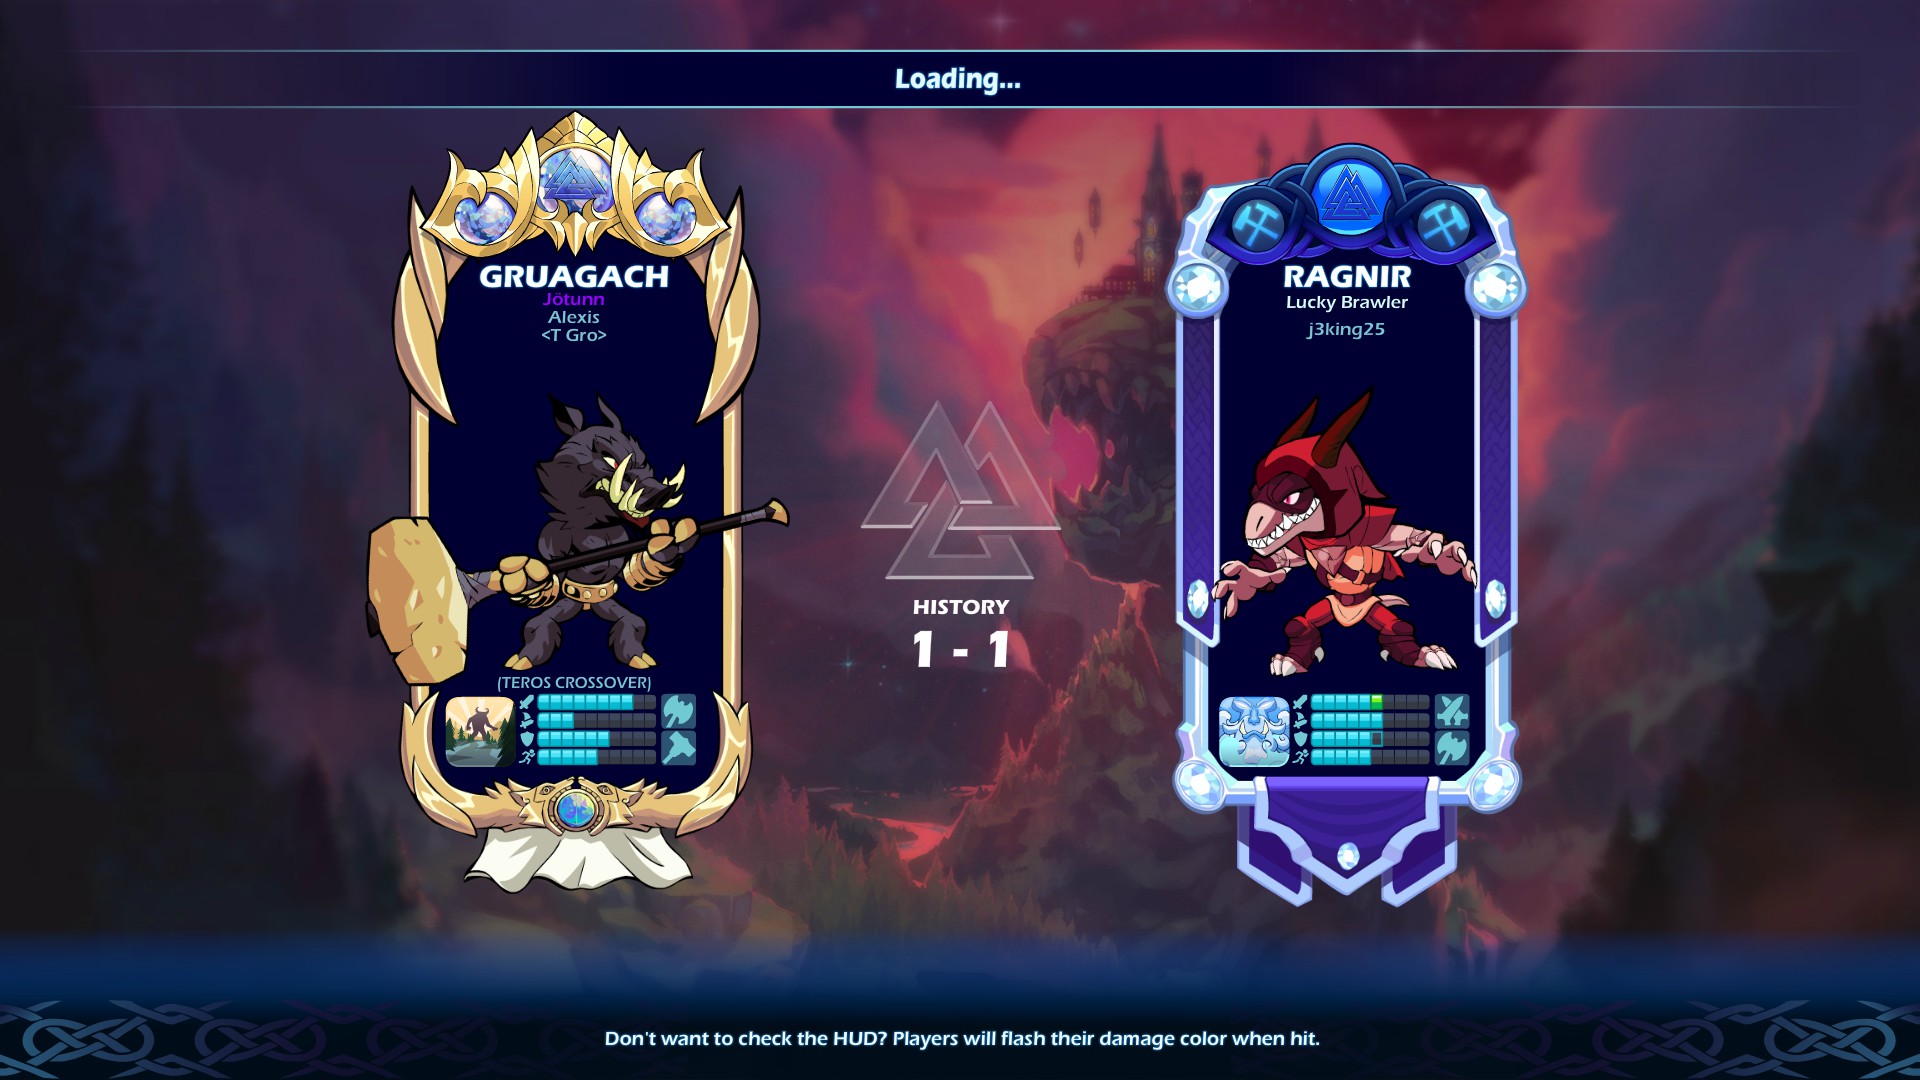 Loading...
GRUAGACH
Jötunn
Alexis
<T Gro>
(TEROS CROSSOVER)
HISTORY
1 - 1
RAGNIR
Lucky Brawler
j3king25
Don't want to check the HUD? Players will flash their damage color when hit.